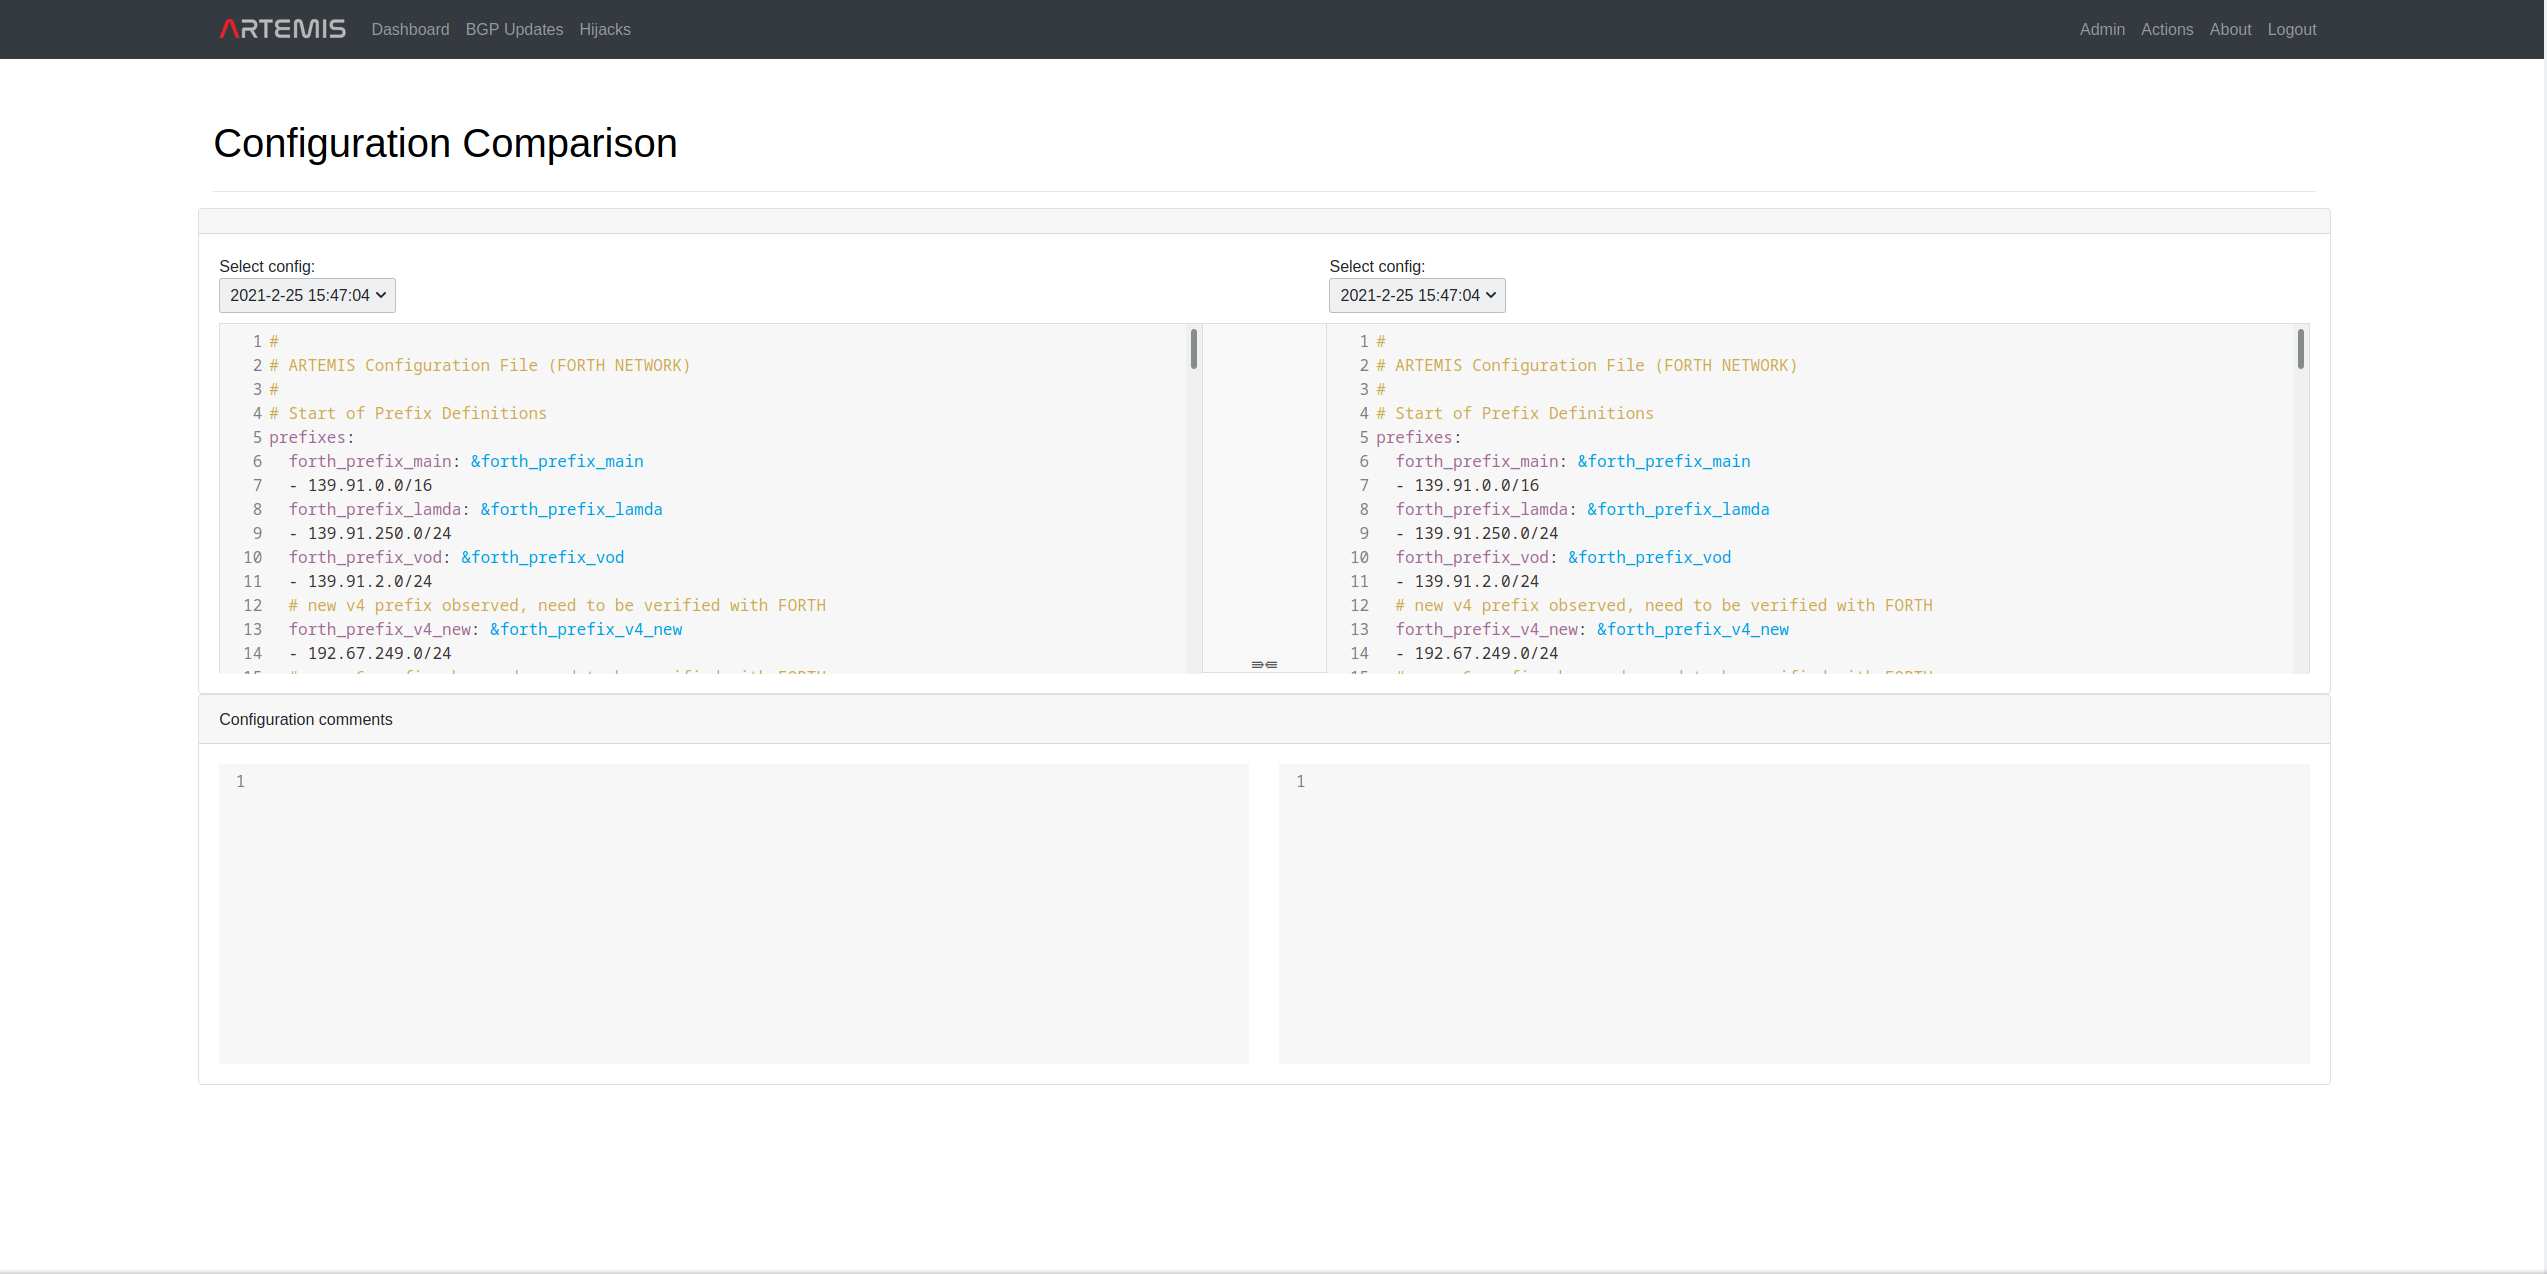 ARTEMIS Dashboard BGP Updates Hijacks Admin Actions About Logout
Configuration Comparison
Select config:
2021-2-25 15:47:04
1 #
2 # ARTEMIS Configuration File (FORTH NETWORK)
3 #
4 # Start of Prefix Definitions
5 prefixes:
6 forth_prefix_main: &forth_prefix_main
7 - 139.91.0.0/16
8 forth_prefix_lamda: &forth_prefix_lamda
9 - 139.91.250.0/24
10 forth_prefix_vod: &forth_prefix_vod
11 - 139.91.2.0/24
12 # new v4 prefix observed, need to be verified with FORTH
13 forth_prefix_v4_new: &forth_prefix_v4_new
14 - 192.67.249.0/24
Select config:
2021-2-25 15:47:04
1 #
2 # ARTEMIS Configuration File (FORTH NETWORK)
3 #
4 # Start of Prefix Definitions
5 prefixes:
6 forth_prefix_main: &forth_prefix_main
7 - 139.91.0.0/16
8 forth_prefix_lamda: &forth_prefix_lamda
9 - 139.91.250.0/24
10 forth_prefix_vod: &forth_prefix_vod
11 - 139.91.2.0/24
12 # new v4 prefix observed, need to be verified with FORTH
13 forth_prefix_v4_new: &forth_prefix_v4_new
14 - 192.67.249.0/24
Configuration comments
1
1